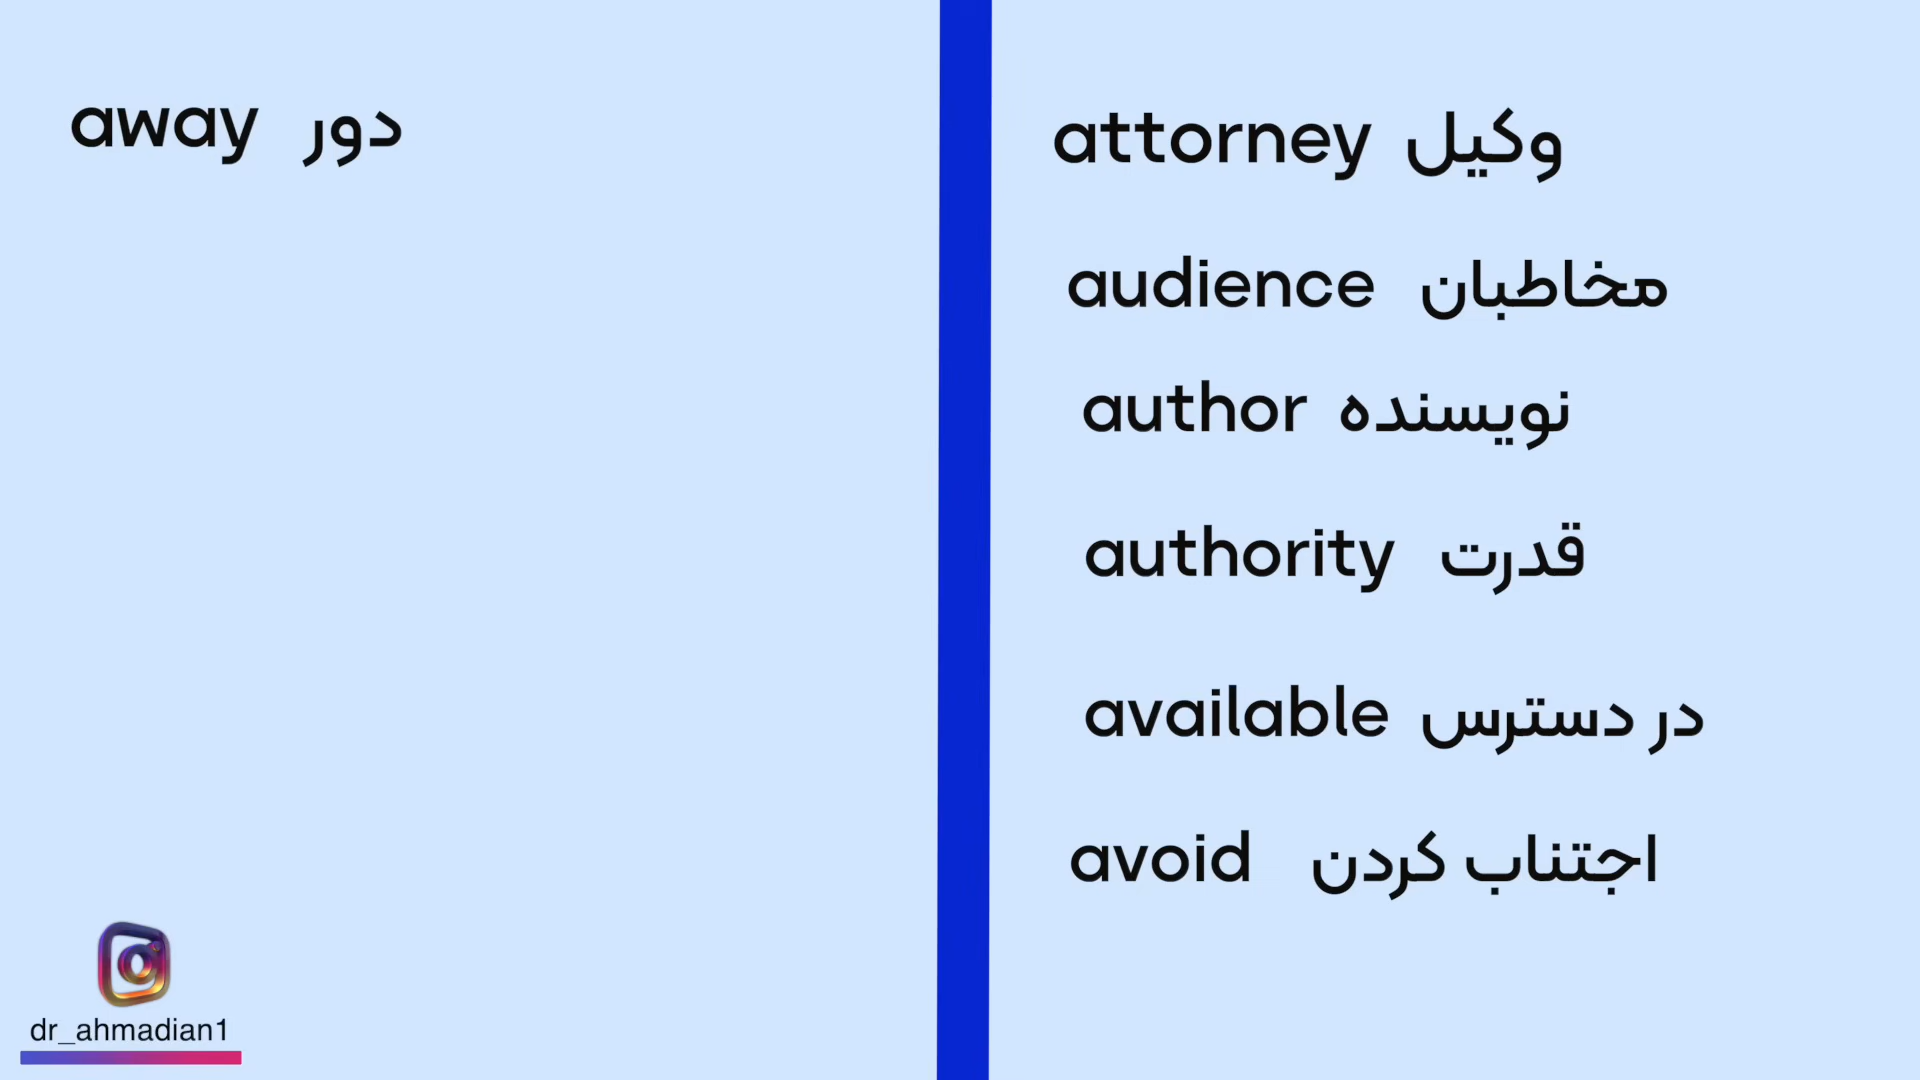 attorney وکیل
audience مخاطبان
author نویسنده
authority قدرت
available در دسترس
avoid اجتناب کردن
away دور
dr_ahmadian1